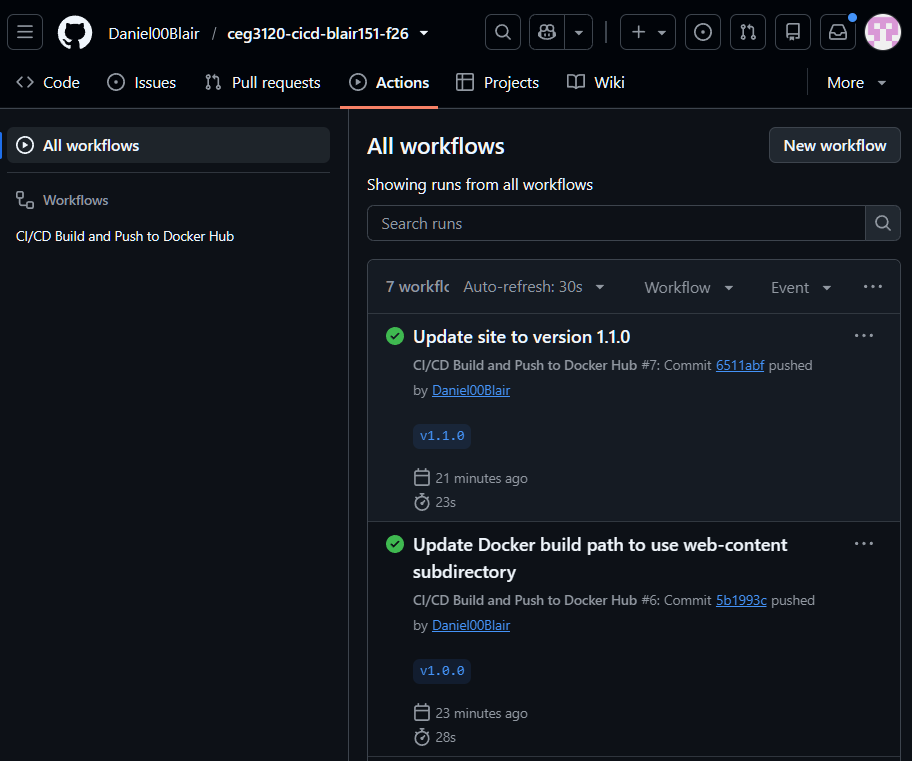 Daniel00Blair / ceg3120-cicd-blair151-f26
Code Issues Pull requests Actions Projects Wiki More
All workflows
Workflows
CI/CD Build and Push to Docker Hub
All workflows
New workflow
Showing runs from all workflows
Search runs
7 workflc Auto-refresh: 30s Workflow Event
Update site to version 1.1.0
CI/CD Build and Push to Docker Hub #7: Commit 6511abf pushed
by Daniel00Blair
v1.1.0
21 minutes ago
23s
Update Docker build path to use web-content
subdirectory
CI/CD Build and Push to Docker Hub #6: Commit 5b1993c pushed
by Daniel00Blair
v1.0.0
23 minutes ago
28s